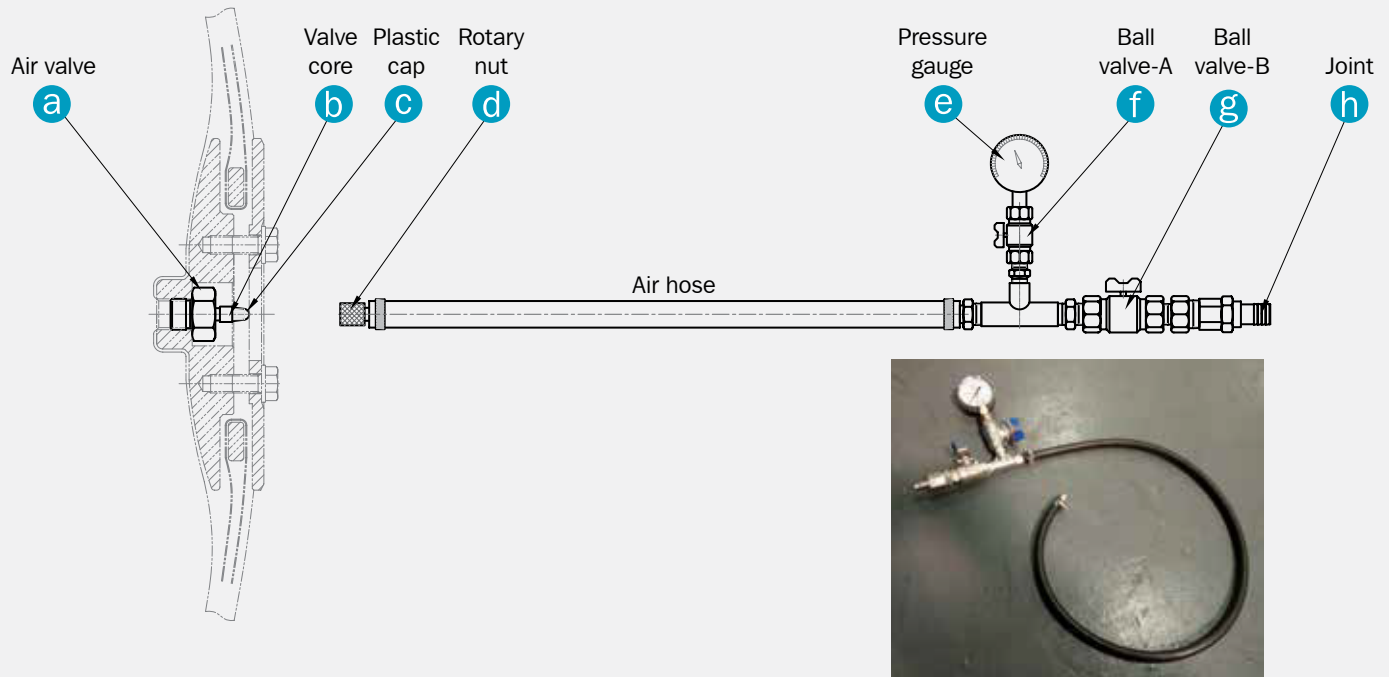 Air valve
a
Valve
core
b
Plastic
cap
c
Rotary
nut
d
Pressure
gauge
e
Ball
valve-A
f
Ball
valve-B
g
Joint
h
Air hose